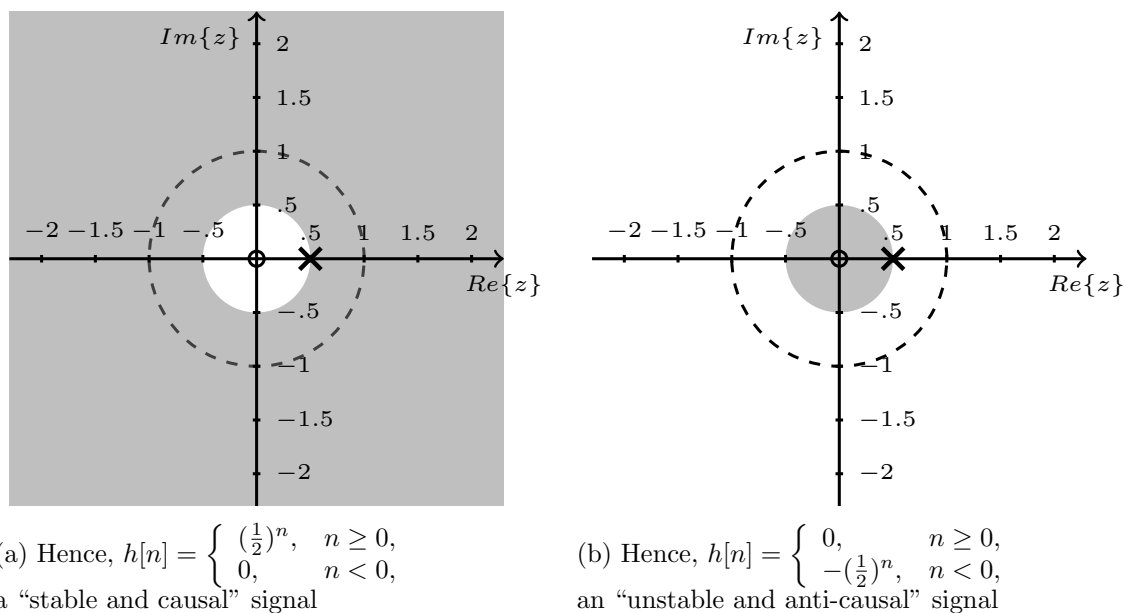 Im{z}
2
1.5
1
.5
−2 −1.5 −1 −.5 .5 1 1.5 2
Re{z}
−.5
−1
−1.5
−2
(a) Hence, h[n] = { (1/2)^n, n ≥ 0,
0, n < 0,
a “stable and causal” signal
Im{z}
2
1.5
1
.5
−2 −1.5 −1 −.5 .5 1 1.5 2
Re{z}
−.5
−1
−1.5
−2
(b) Hence, h[n] = { 0, n ≥ 0,
−(1/2)^n, n < 0,
an “unstable and anti-causal” signal